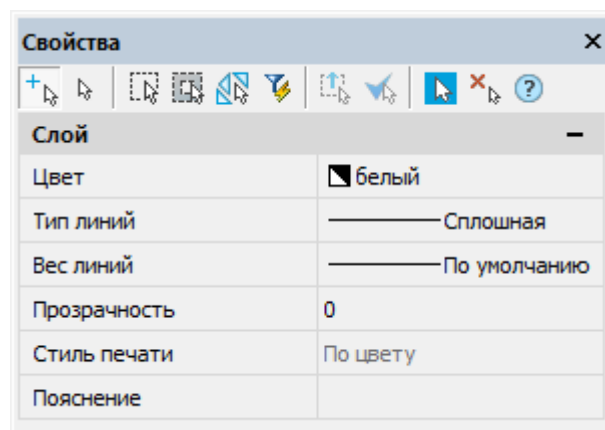 Свойства
Слой
Цвет белый
Тип линий Сплошная
Вес линий По умолчанию
Прозрачность 0
Стиль печати По цвету
Пояснение